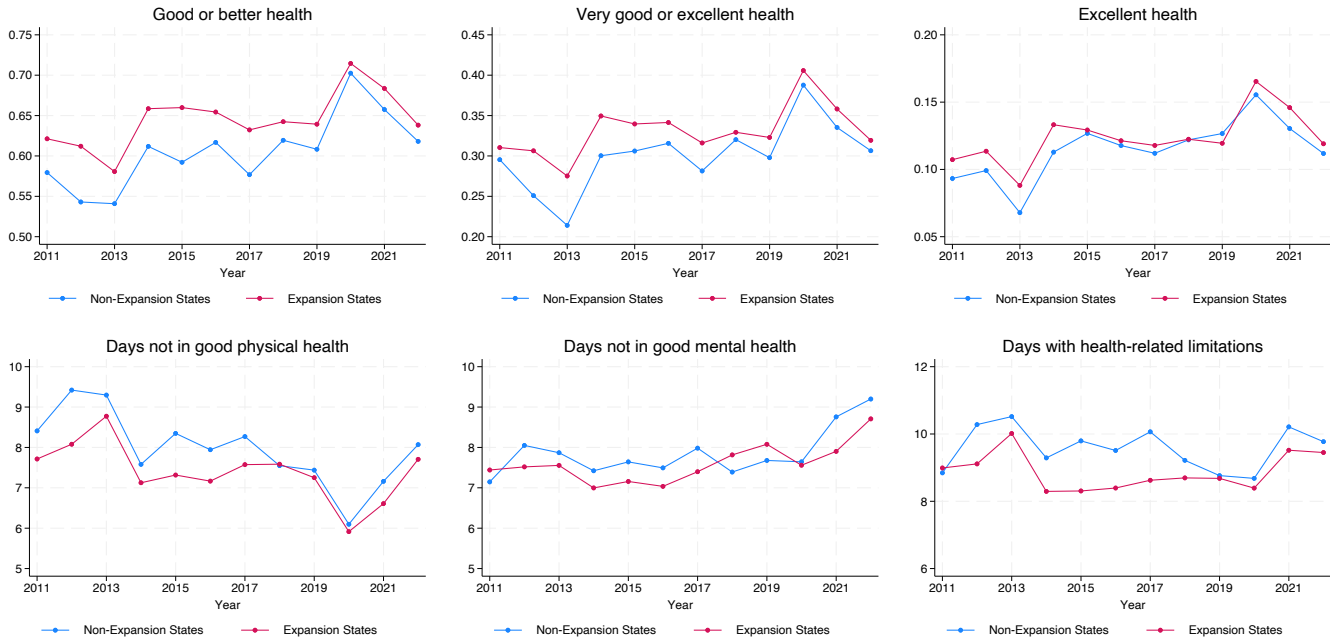 Good or better health
0.75
0.70
0.65
0.60
0.55
0.50
2011 2013 2015 2017 2019 2021
Year
Non-Expansion States Expansion States
Very good or excellent health
0.45
0.40
0.35
0.30
0.25
0.20
2011 2013 2015 2017 2019 2021
Year
Non-Expansion States Expansion States
Excellent health
0.20
0.15
0.10
0.05
2011 2013 2015 2017 2019 2021
Year
Non-Expansion States Expansion States
Days not in good physical health
10
9
8
7
6
5
2011 2013 2015 2017 2019 2021
Year
Non-Expansion States Expansion States
Days not in good mental health
10
9
8
7
6
5
2011 2013 2015 2017 2019 2021
Year
Non-Expansion States Expansion States
Days with health-related limitations
12
10
8
6
2011 2013 2015 2017 2019 2021
Year
Non-Expansion States Expansion States